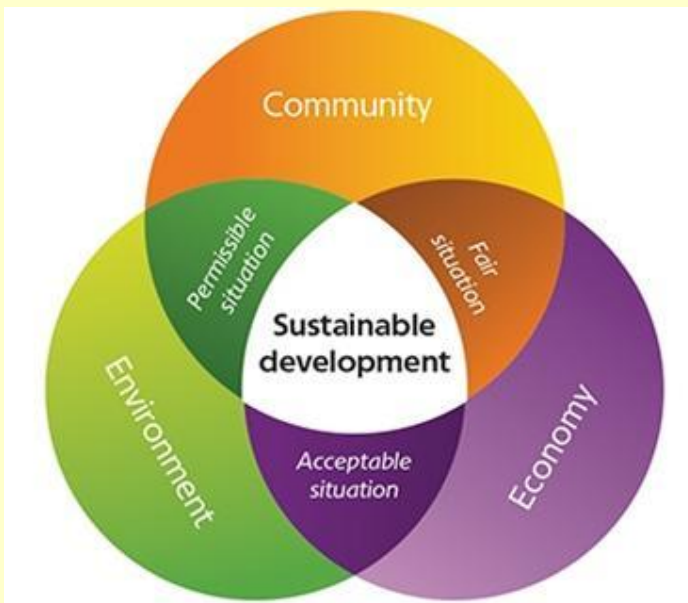 Community
Permissible
situation
Fair
situation
Sustainable
development
Environment
Acceptable
situation
Economy